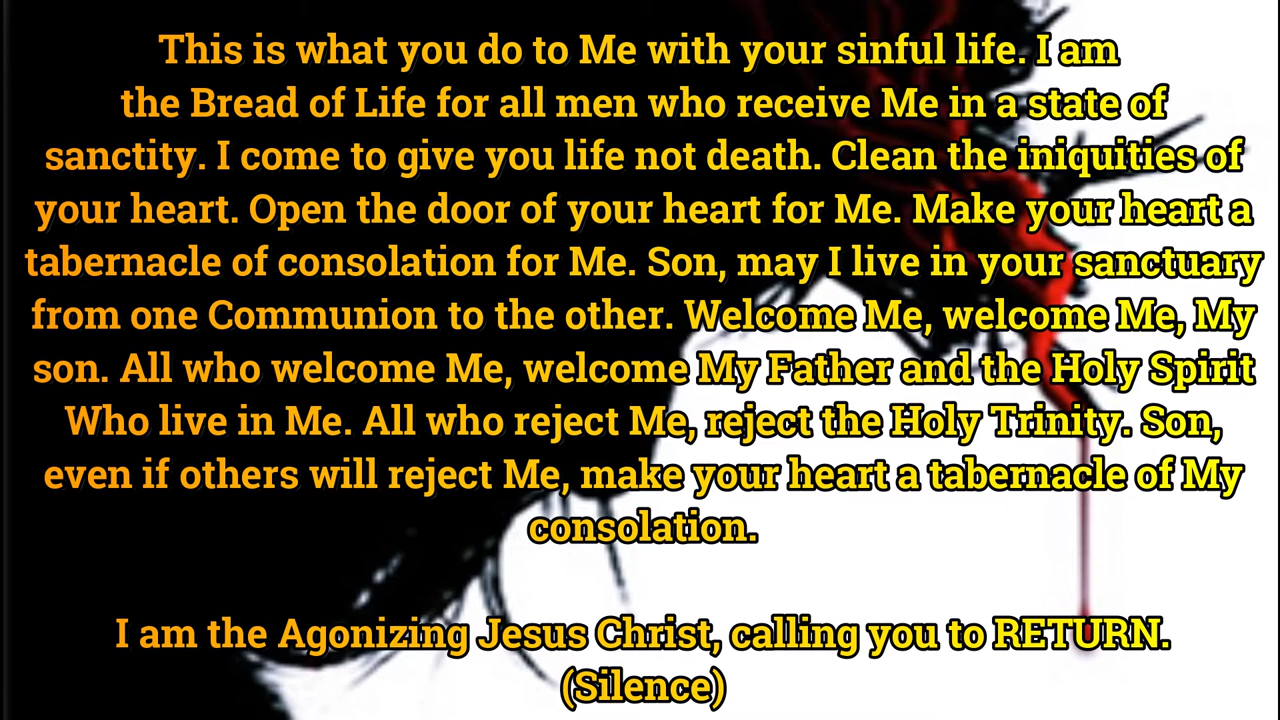 This is what you do to Me with your sinful life. I am
the Bread of Life for all men who receive Me in a state of
sanctity. I come to give you life not death. Clean the iniquities of
your heart. Open the door of your heart for Me. Make your heart a
tabernacle of consolation for Me. Son, may I live in your sanctuary
from one Communion to the other. Welcome Me, welcome Me, My
son. All who welcome Me, welcome My Father and the Holy Spirit
Who live in Me. All who reject Me, reject the Holy Trinity. Son,
even if others will reject Me, make your heart a tabernacle of My
consolation.
I am the Agonizing Jesus Christ, calling you to RETURN.
(Silence)